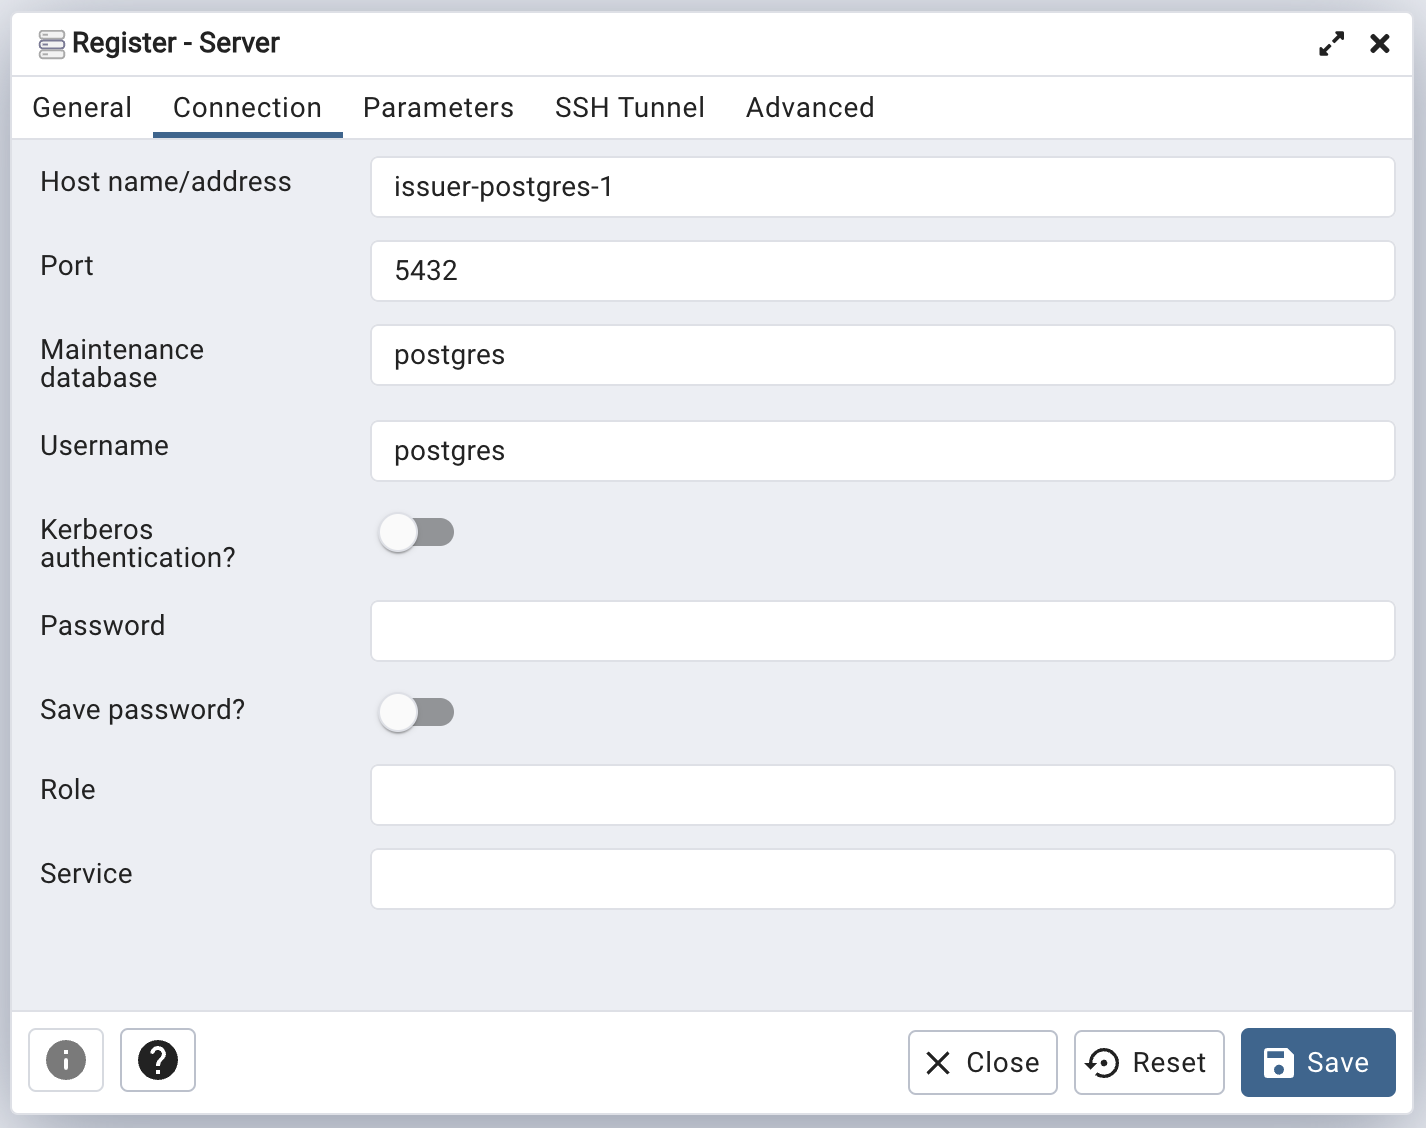 Register - Server
General Connection Parameters SSH Tunnel Advanced
Host name/address issuer-postgres-1
Port 5432
Maintenance
database
postgres
Username postgres
Kerberos
authentication?
Password
Save password?
Role
Service
Close Reset Save